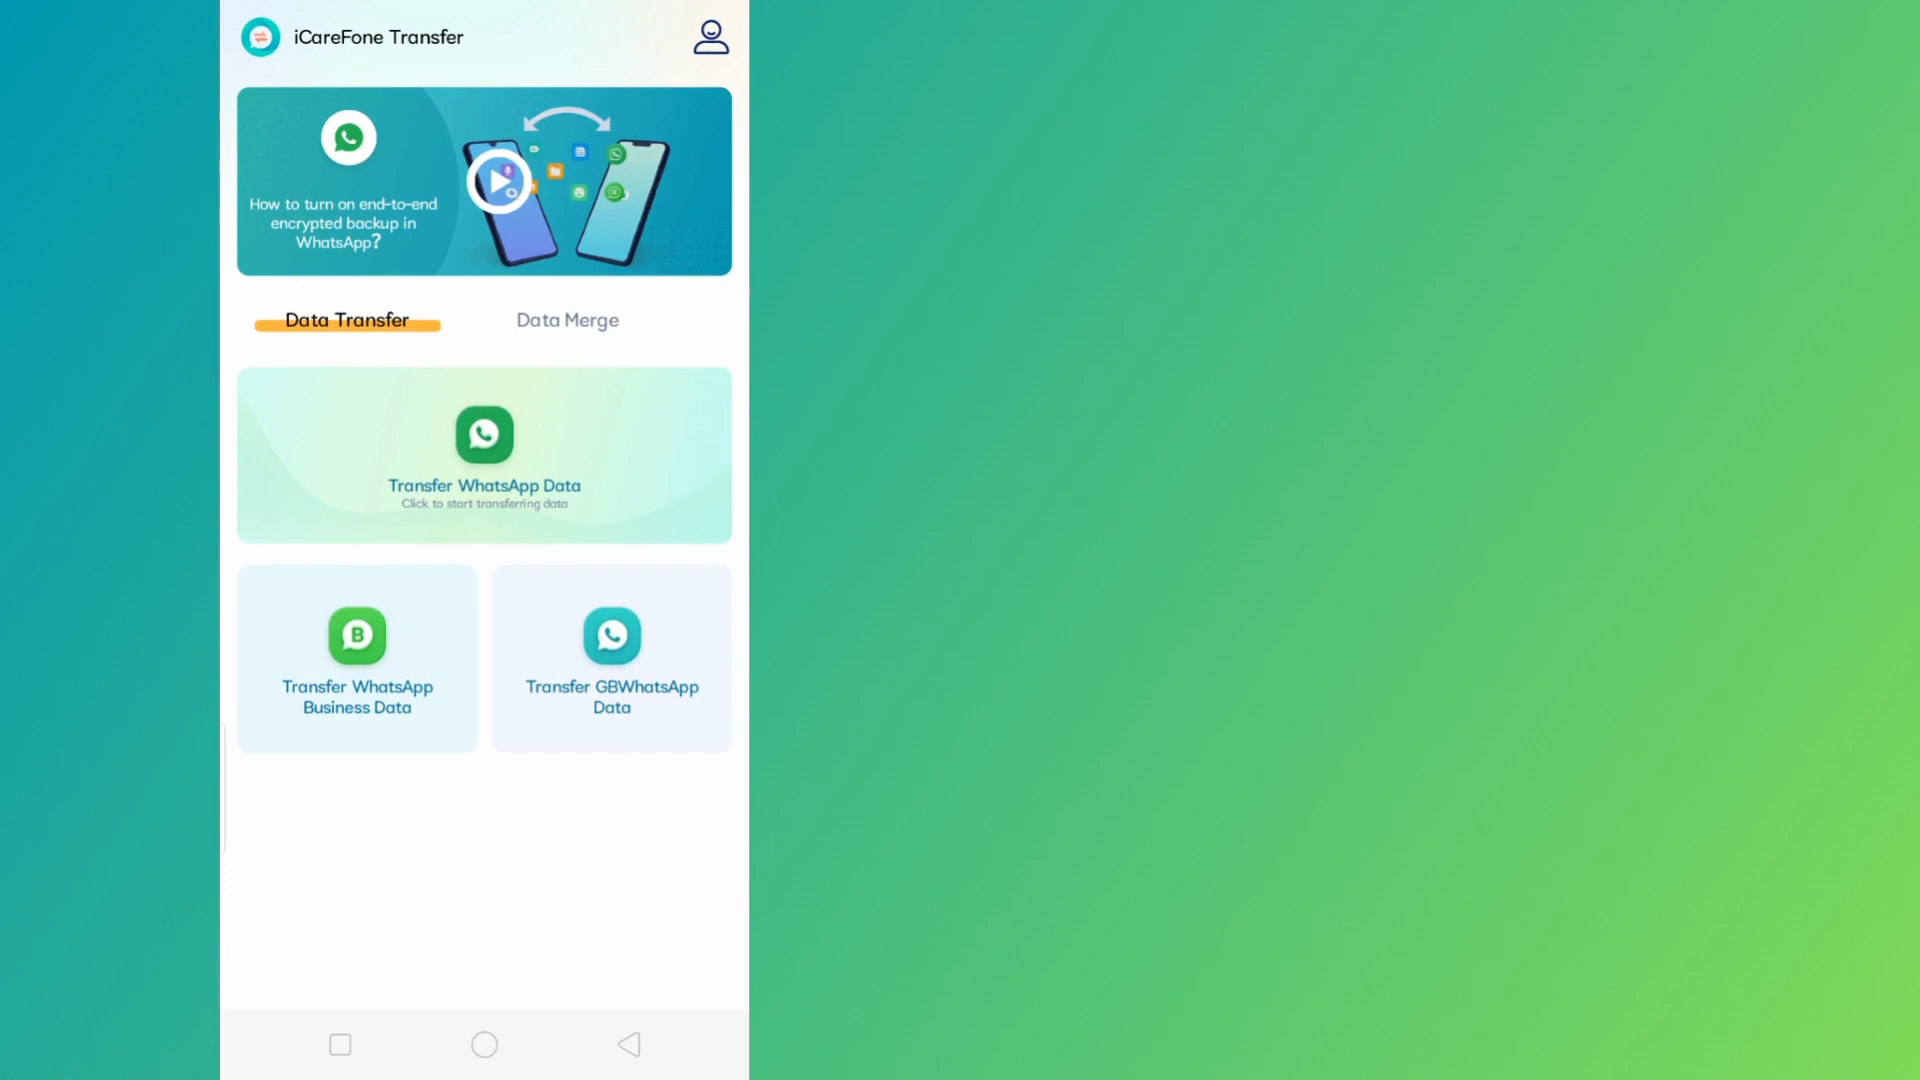 iCareFone Transfer
How to turn on end-to-end
encrypted backup in
WhatsApp?
Data Transfer
Data Merge
Transfer WhatsApp Data
Click to start transferring data
B
Transfer WhatsApp
Business Data
Transfer GBWhatsApp
Data